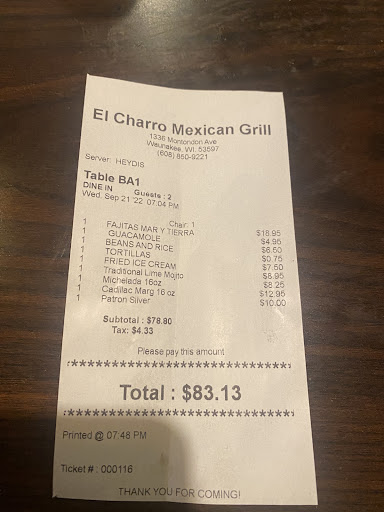 El Charro Mexican Grill
1336 Montondon Ave
Waunakee, WI, 53597
(608) 850-9221
Server: HEYDIS
Table BA1
DINE IN Guests : 2
Wed, Sep 21 '22 07:04 PM
Chair: 1
1 FAJITAS MAR Y TIERRA $18.95
1 GUACAMOLE $4.95
1 BEANS AND RICE $6.50
1 TORTILLAS $0.75
1 FRIED ICE CREAM $7.50
1 Traditional Lime Mojito $8.95
1 Michelada 16oz $8.25
1 Cadillac Marg 16 oz $12.95
1 Patron Silver $10.00
Subtotal : $78.80
Tax: $4.33
Please pay this amount
Total : $83.13
Printed @ 07:48 PM
Ticket # : 000116
THANK YOU FOR COMING!